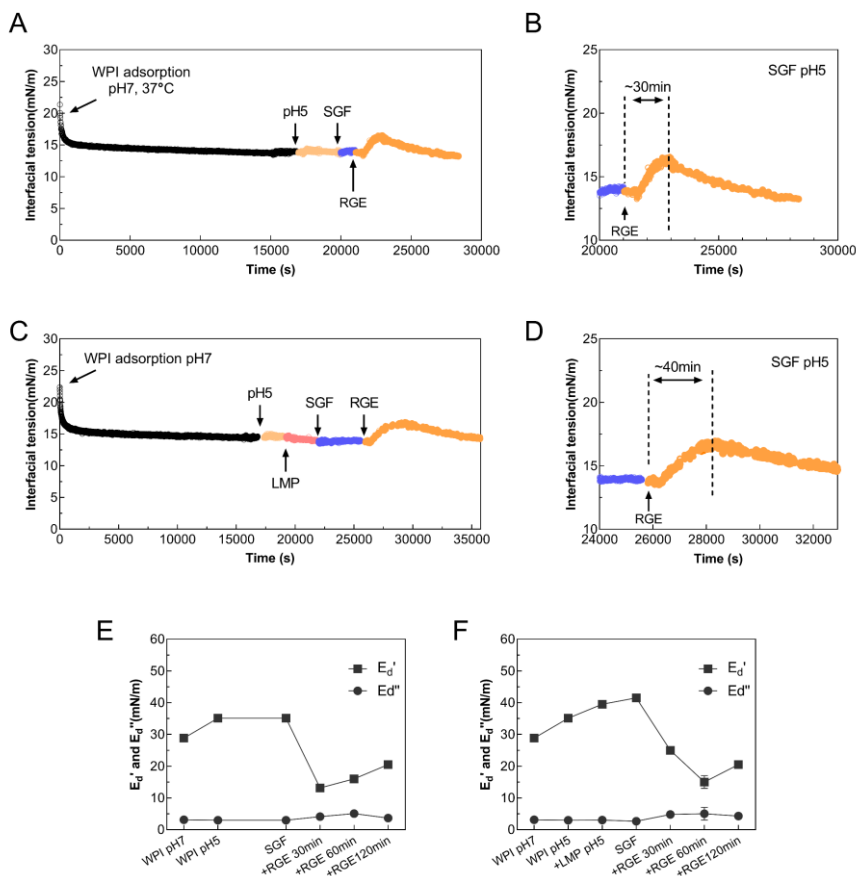 A
30
25
20
15
10
5
0
Interfacial tension(mN/m)
WPI adsorption
pH7, 37°C
pH5
SGF
RGE
0
5000
10000
15000
20000
25000
30000
Time (s)
B
25
20
15
10
Interfacial tension(mN/m)
SGF pH5
~30min
RGE
20000
25000
30000
Time (s)
C
30
25
20
15
10
5
0
Interfacial tension(mN/m)
WPI adsorption pH7
pH5
SGF
RGE
LMP
0
5000
10000
15000
20000
25000
30000
35000
Time (s)
D
25
20
15
10
Interfacial tension(mN/m)
SGF pH5
~40min
RGE
24000
26000
28000
30000
32000
Time (s)
E
60
50
40
30
20
10
0
Ed' and Ed''(mN/m)
Ed'
Ed"
WPI pH7
WPI pH5
SGF
+RGE 30min
+RGE 60min
+RGE120min
F
60
50
40
30
20
10
0
Ed' and Ed''(mN/m)
Ed'
Ed"
WPI pH7
WPI pH5
+LMP pH5
SGF
+RGE 30min
+RGE 60min
+RGE120min